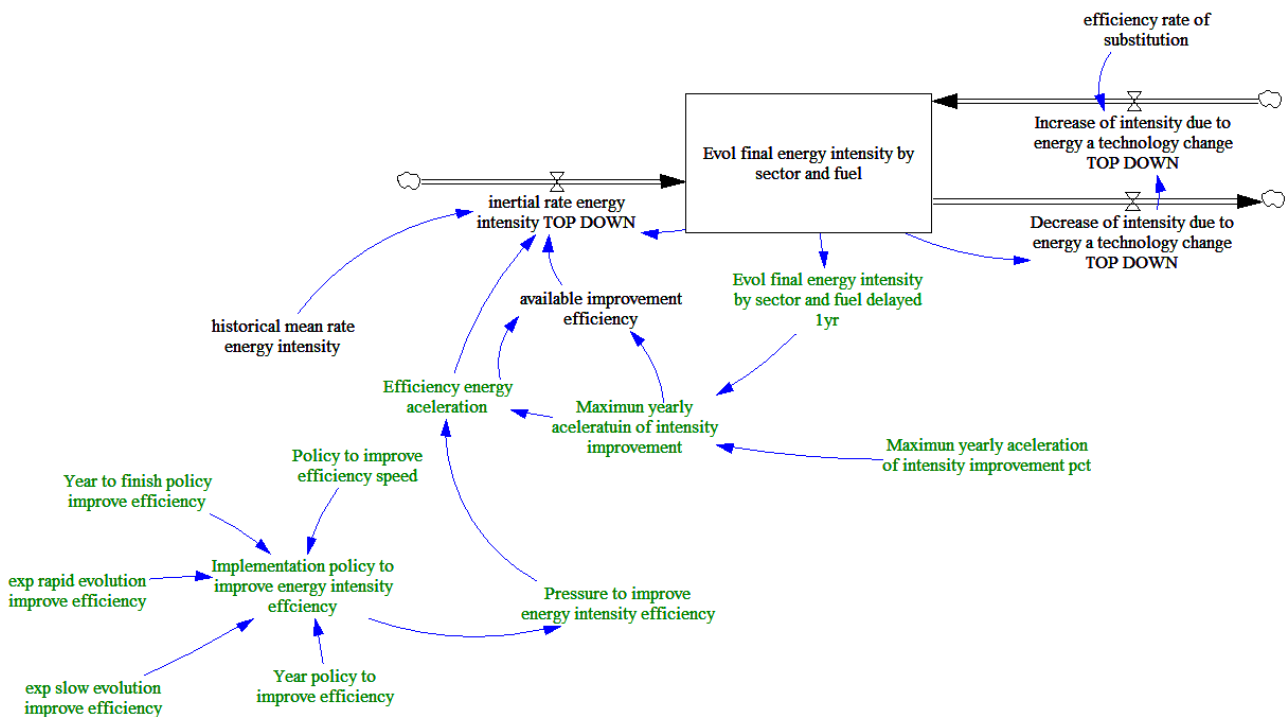 efficiency rate of
substitution
Increase of intensity due to
energy a technology change
TOP DOWN
Evol final energy intensity by
sector and fuel
inertial rate energy
intensity TOP DOWN
Decrease of intensity due to
energy a technology change
TOP DOWN
Evol final energy intensity
by sector and fuel delayed
1yr
available improvement
efficiency
historical mean rate
energy intensity
Efficiency energy
aceleration
Maximun yearly
aceleratuin of intensity
improvement
Maximun yearly aceleration
of intensity improvement pct
Policy to improve
efficiency speed
Year to finish policy
improve efficiency
Implementation policy to
improve energy intensity
effciency
exp rapid evolution
improve efficiency
Pressure to improve
energy intensity efficiency
Year policy to
improve efficiency
exp slow evolution
improve efficiency